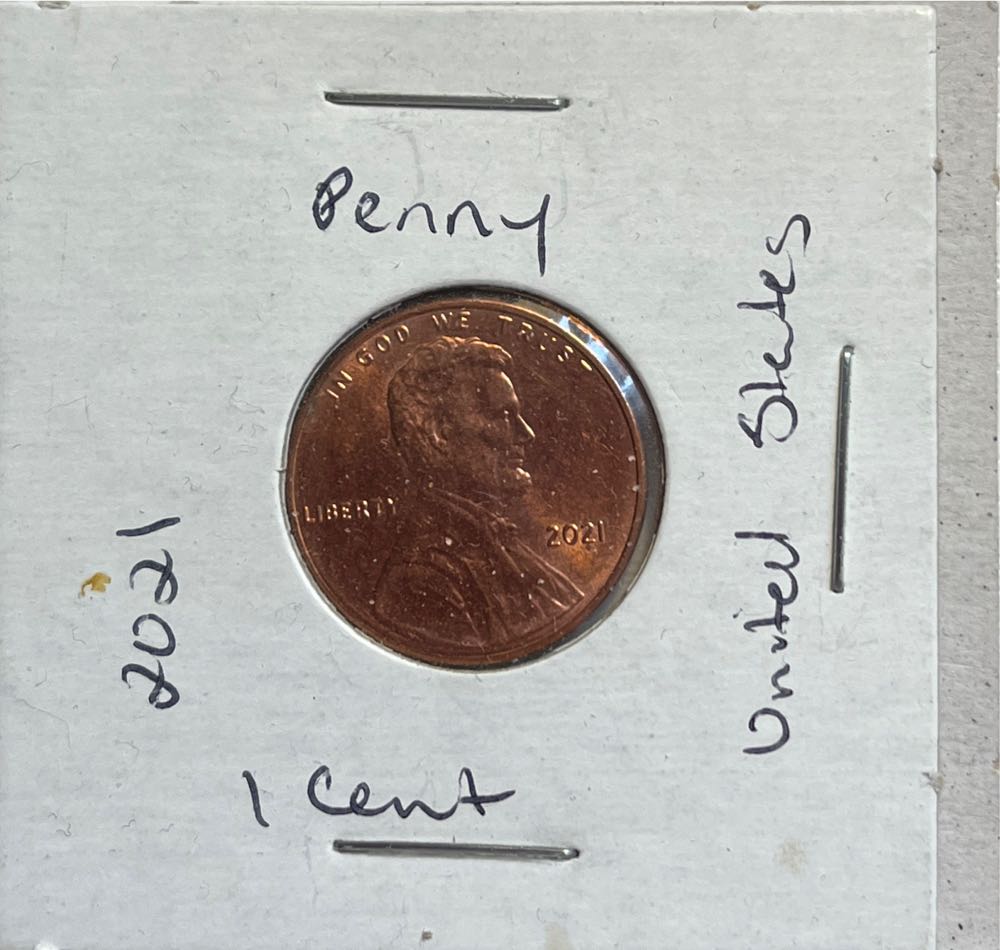 Penny
IN GOD WE TRUST
LIBERTY
2021
2021
United States
1 Cent